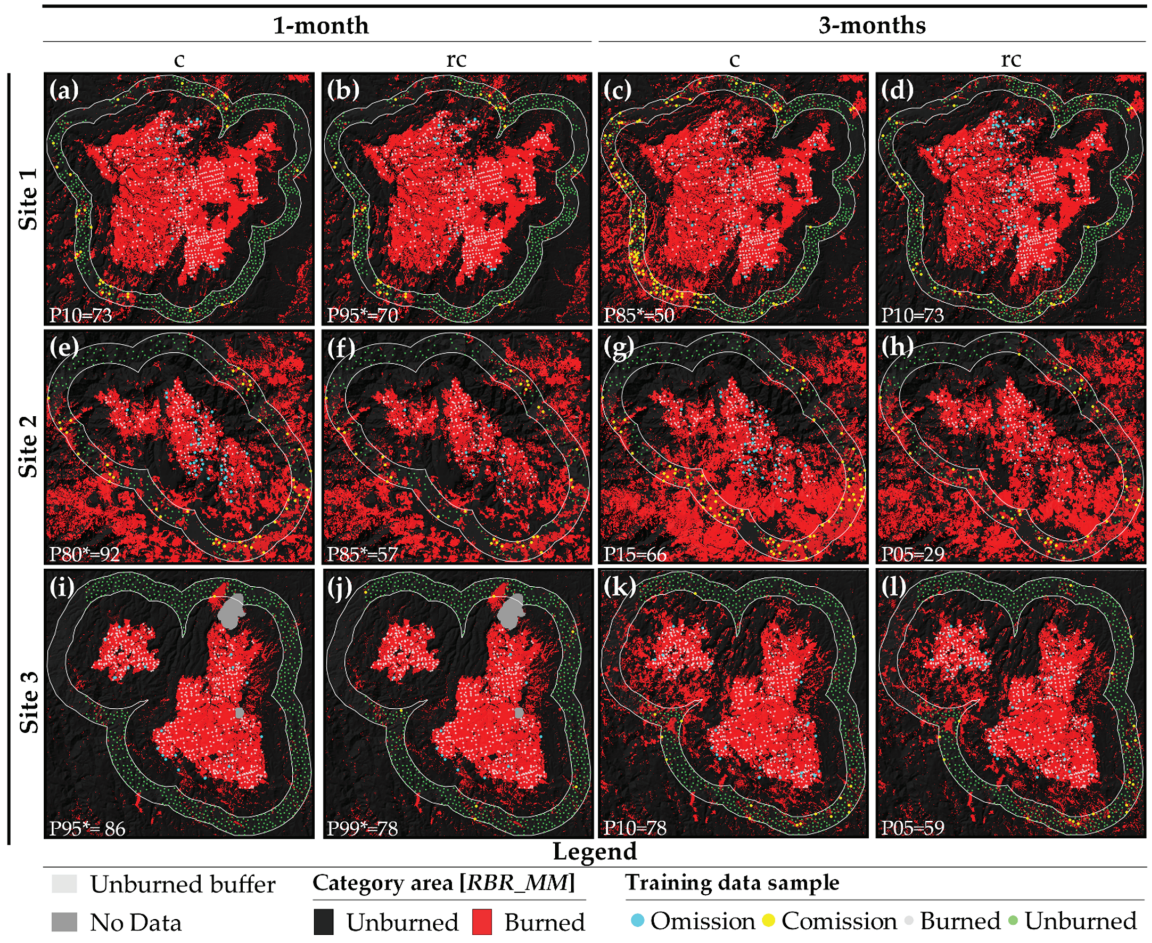 1-month 3-months
c rc c rc
Site 1
(a) (b) (c) (d)
P10=73 P95*=70 P85*=50 P10=73
Site 2
(e) (f) (g) (h)
P80*=92 P85*=57 P15=66 P05=29
Site 3
(i) (j) (k) (l)
P95*= 86 P99*=78 P10=78 P05=59
Legend
Unburned buffer Category area [RBR_MM] Training data sample
No Data Unburned Burned Omission Comission Burned Unburned